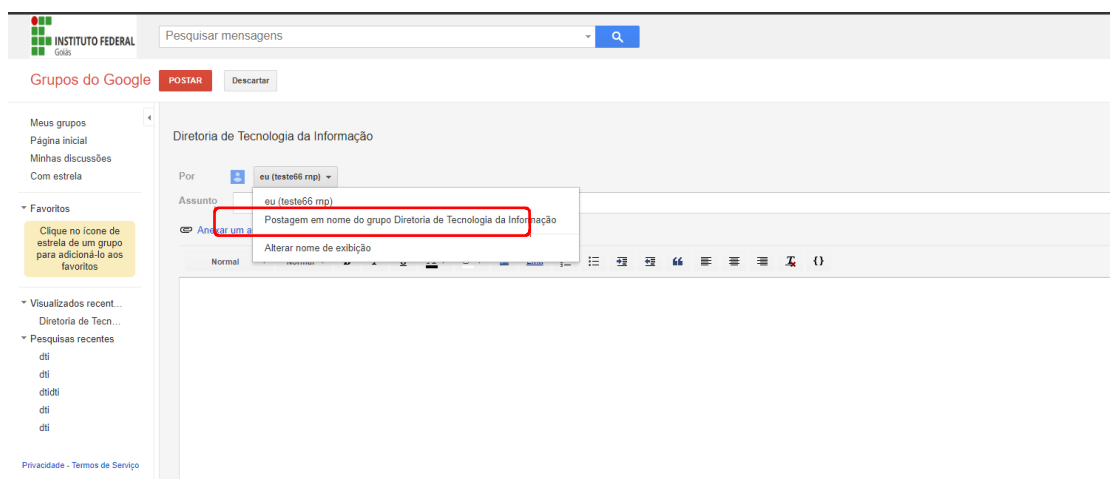 INSTITUTO FEDERAL
Goiás
Pesquisar mensagens
Grupos do Google
POSTAR
Descartar
Meus grupos
Página inicial
Minhas discussões
Com estrela
Favoritos
Clique no ícone de
estrela de um grupo
para adicioná-lo aos
favoritos
Visualizados recent...
Diretoria de Tecn...
Pesquisas recentes
dti
dti
dtidti
dti
dti
Privacidade - Termos de Serviço
Diretoria de Tecnologia da Informação
Por
eu (teste66 rnp)
Assunto
eu (teste66 rnp)
Postagem em nome do grupo Diretoria de Tecnologia da Informação
Anexar um a
Alterar nome de exibição
Normal